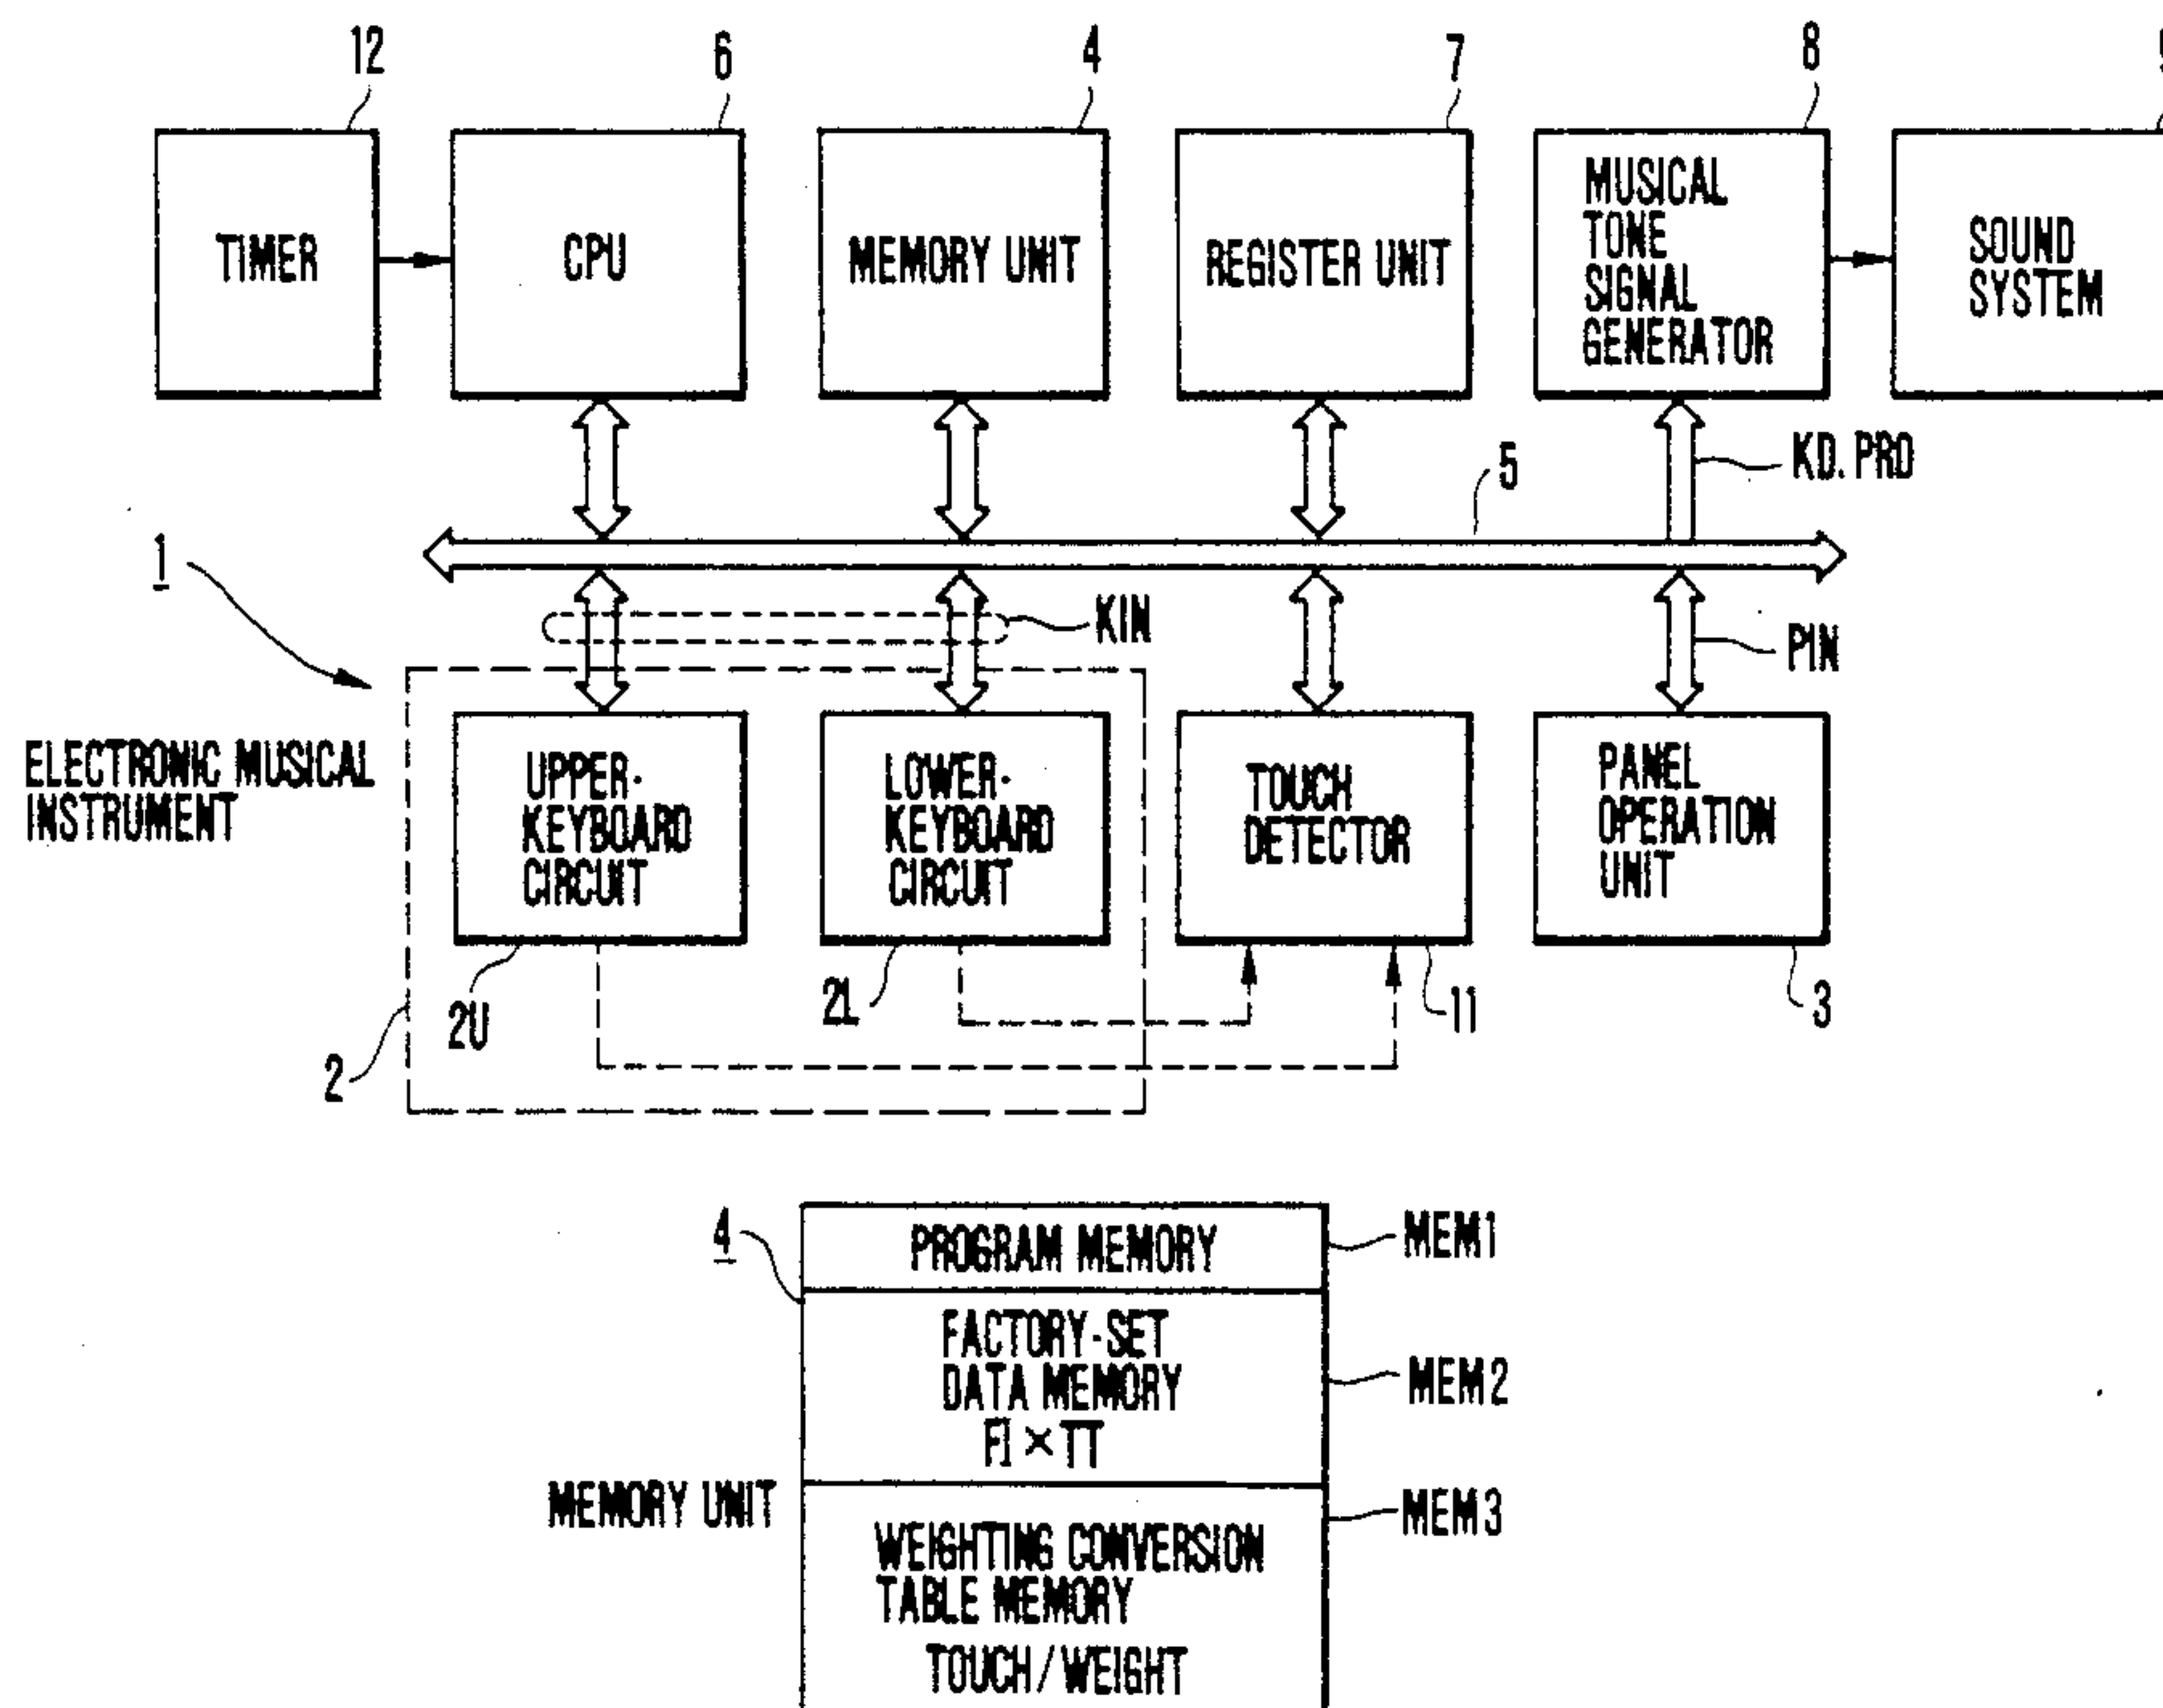 12
6
4
7
8
TIMER
CPU
MEMORY UNIT
REGISTER UNIT
MUSICAL
TONE
SIGNAL
GENERATOR
SOUND
SYSTEM
KD. PRD
5
1
KIN
PIN
ELECTRONIC MUSICAL
INSTRUMENT
UPPER-
KEYBOARD
CIRCUIT
LOWER-
KEYBOARD
CIRCUIT
TOUCH
DETECTOR
PANEL
OPERATION
UNIT
2U
2L
11
3
2
4
PROGRAM MEMORY
MEM1
FACTORY-SET
DATA MEMORY
FI × TT
MEM2
MEMORY UNIT
MEM3
WEIGHTING CONVERSION
TABLE MEMORY
TOUCH / WEIGHT